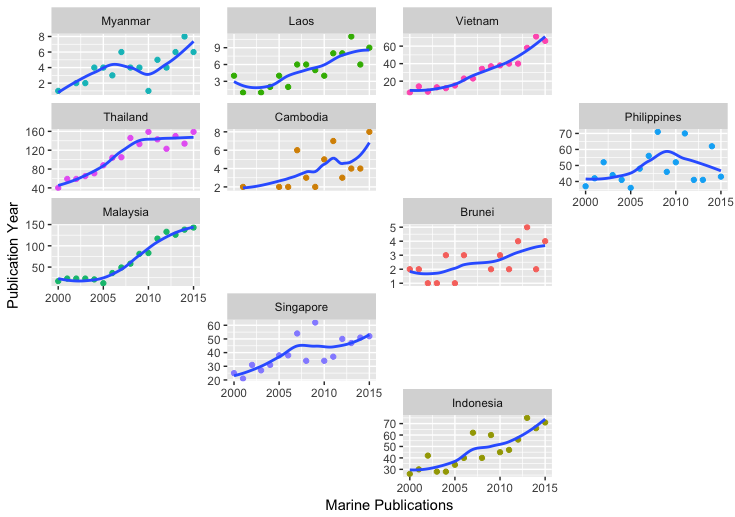 Myanmar
Laos
Vietnam
8
6
4
2
9
6
3
60
40
20
Thailand
Cambodia
Philippines
160
120
80
40
8
6
4
2
70
60
50
40
2000 2005 2010 2015
Malaysia
Brunei
150
100
50
2000 2005 2010 2015
5
4
3
2
1
Singapore
60
50
40
30
20
2000 2005 2010 2015
Indonesia
70
60
50
40
30
2000 2005 2010 2015
Publication Year
Marine Publications